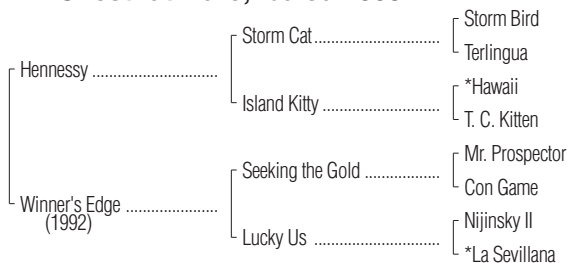 Storm Bird
Storm Cat
Terlingua
Hennessy
*Hawaii
Island Kitty
T. C. Kitten
Mr. Prospector
Seeking the Gold
Con Game
Winner's Edge
(1992)
Nijinsky II
Lucky Us
*La Sevillana